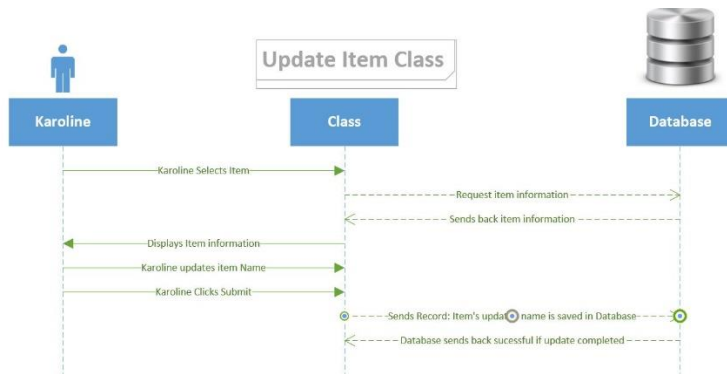 Update Item Class
Karoline
Class
Database
Karoline Selects Item
Request item information
Sends back item information
Displays Item information
Karoline updates item Name
Karoline Clicks Submit
Sends Record: Item's name is saved in Database
Database sends back sucessful if update completed